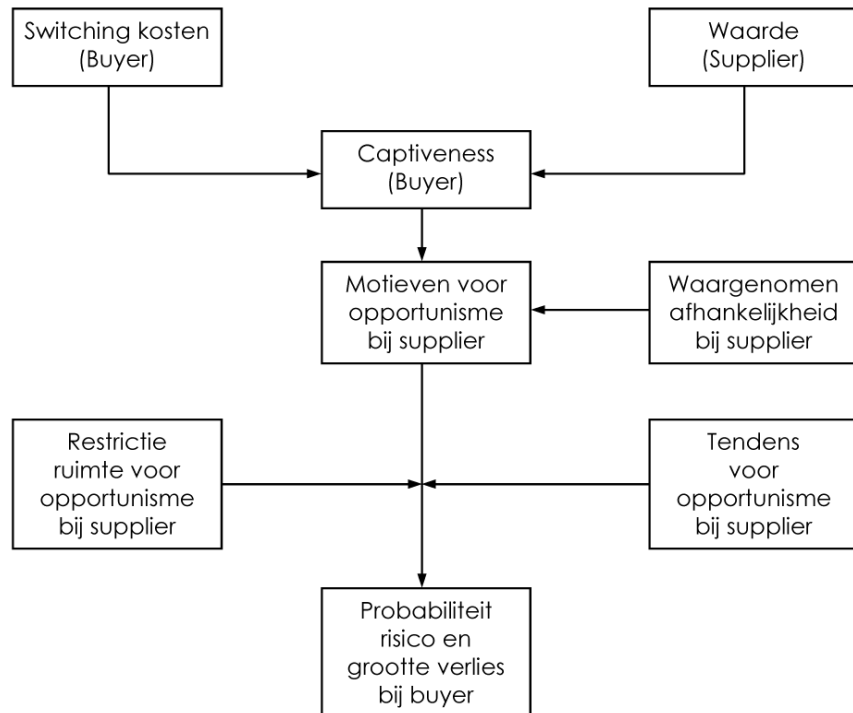 Switching kosten
(Buyer)
Waarde
(Supplier)
Captiveness
(Buyer)
Motieven voor
opportunisme
bij supplier
Waargenomen
afhankelijkheid
bij supplier
Restrictie
ruimte voor
opportunisme
bij supplier
Tendens
voor
opportunisme
bij supplier
Probabiliteit
risico en
grootte verlies
bij buyer